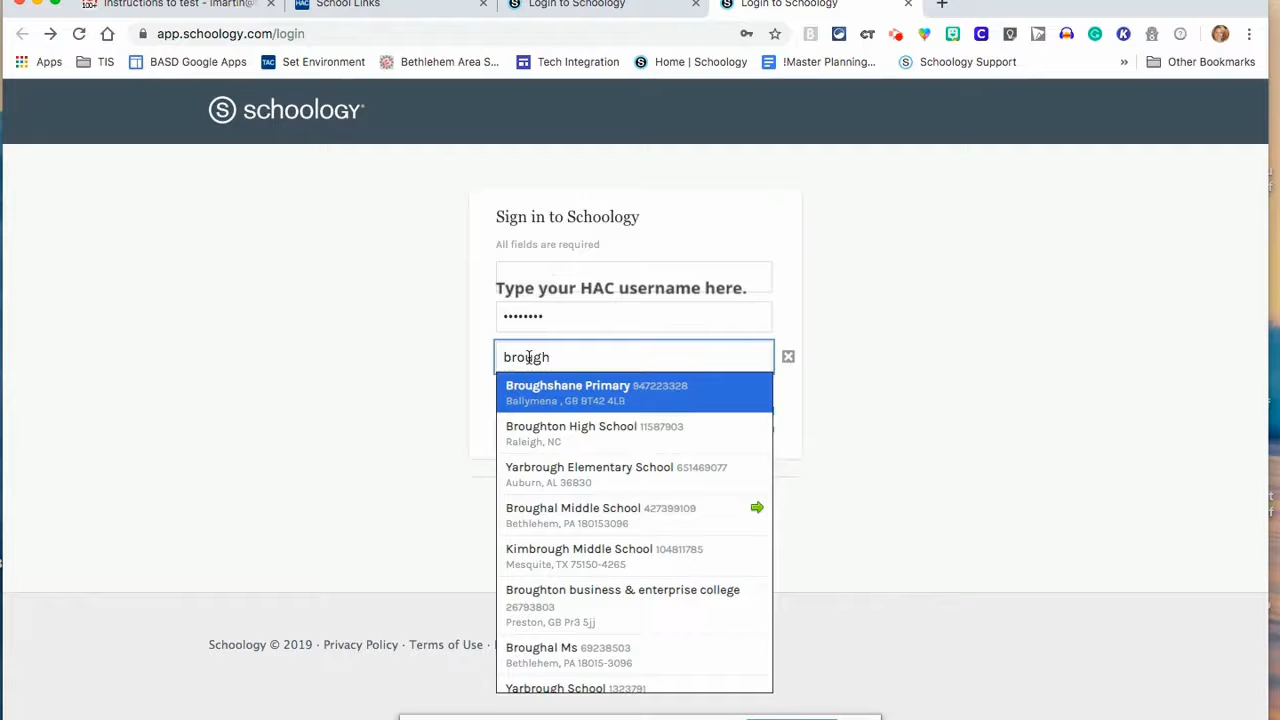 Instructions to test - imartin@
School Links
Login to Schoology
Login to Schoology
app.schoology.com/login
Apps
TIS
BASD Google Apps
Set Environment
Bethlehem Area S...
Tech Integration
Home | Schoology
!Master Planning...
Schoology Support
»
Other Bookmarks
schoology
Sign in to Schoology
All fields are required
Type your HAC username here.
••••••••
brough
Broughshane Primary 947223328
Ballymena , GB BT42 4LB
Broughton High School 11587903
Raleigh, NC
Yarbrough Elementary School 651469077
Auburn, AL 36830
Broughal Middle School 427399109
Bethlehem, PA 180153096
Kimbrough Middle School 104811785
Mesquite, TX 75150-4265
Broughton business & enterprise college
26793803
Preston, GB Pr3 5jj
Broughal Ms 69238503
Bethlehem, PA 18015-3096
Yarbrough School 1323791
Schoology © 2019 · Privacy Policy · Terms of Use ·